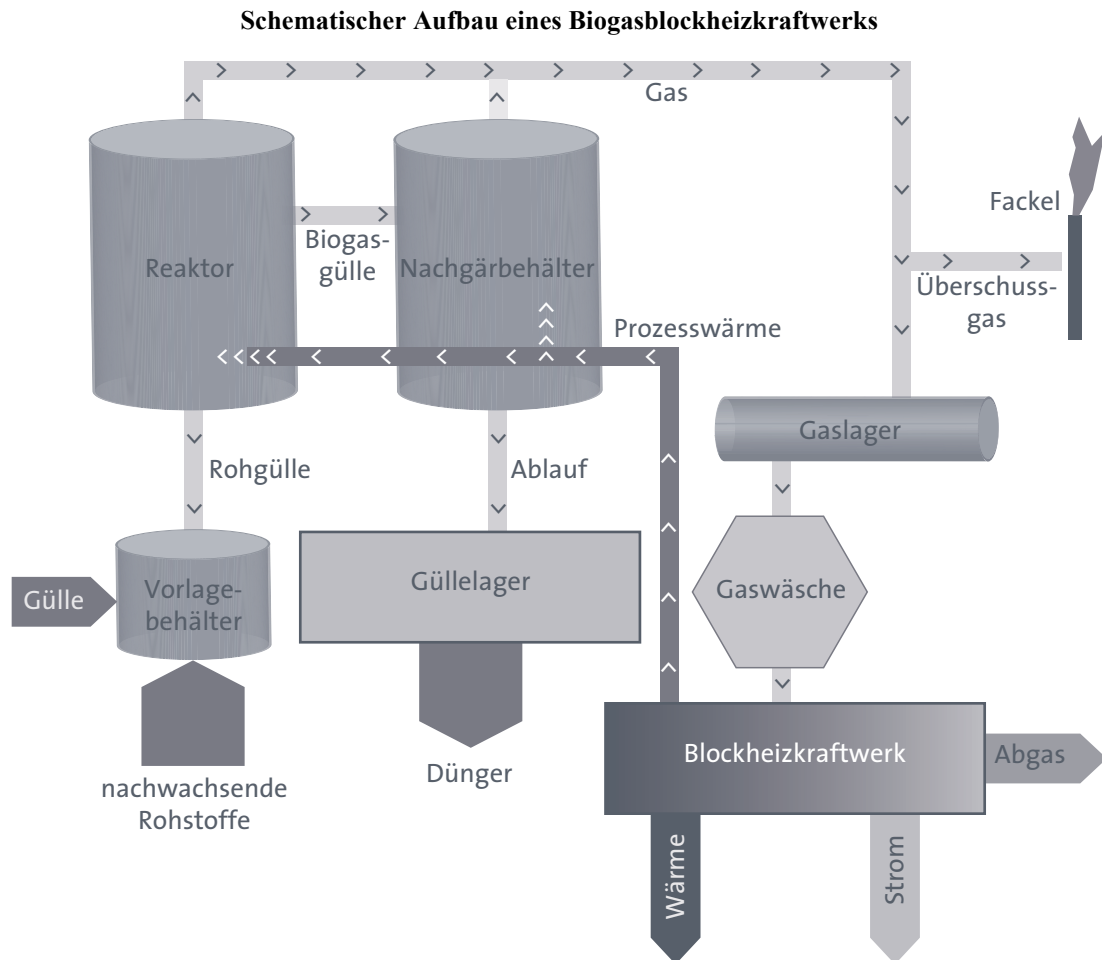 Schematischer Aufbau eines Biogasblockheizkraftwerks
Gas
Fackel
Reaktor
Biogas-
gülle
Nachgärbehälter
Überschuss-
gas
Prozesswärme
Gaslager
Rohgülle
Ablauf
Gülle
Vorlage-
behälter
Güllelager
Gaswäsche
nachwachsende
Rohstoffe
Dünger
Blockheizkraftwerk
Abgas
Wärme
Strom